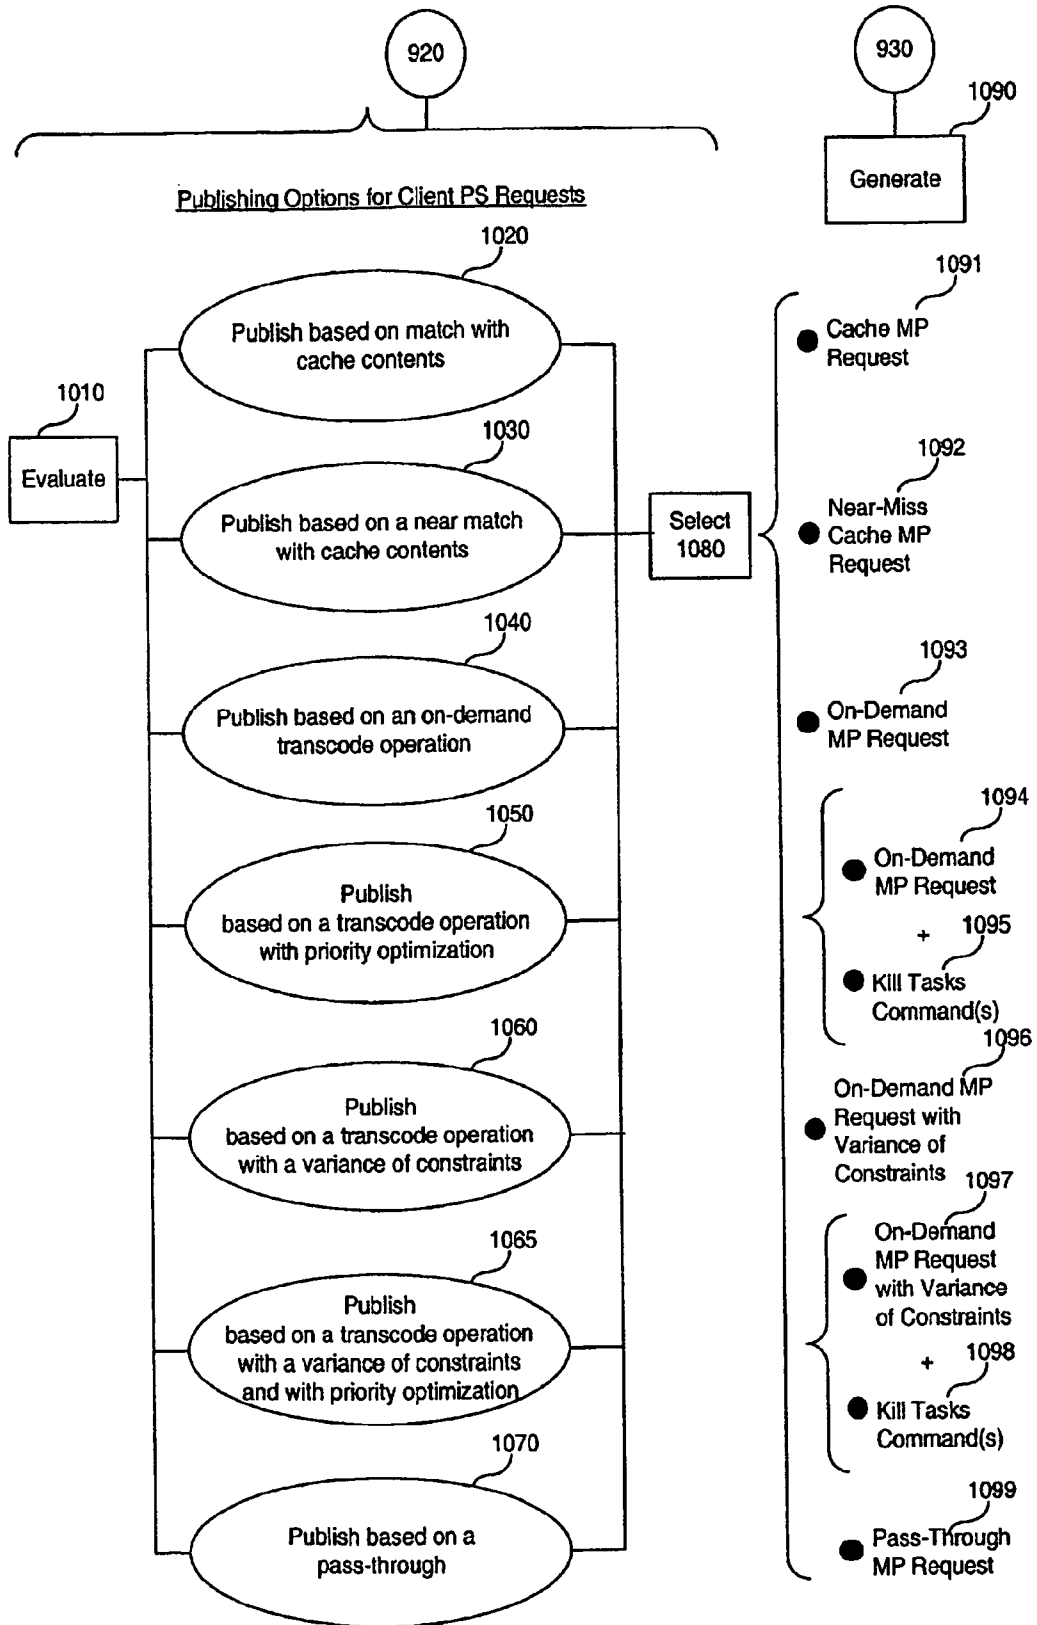 920
930
1090
Generate
Publishing Options for Client PS Requests
1020
Publish based on match with
cache contents
1010
Evaluate
1030
Publish based on a near match
with cache contents
Select
1080
1040
Publish based on an on-demand
transcode operation
1050
Publish
based on a transcode operation
with priority optimization
1060
Publish
based on a transcode operation
with a variance of constraints
1065
Publish
based on a transcode operation
with a variance of constraints
and with priority optimization
1070
Publish based on a
pass-through
1091
Cache MP
Request
1092
Near-Miss
Cache MP
Request
1093
On-Demand
MP Request
1094
On-Demand
MP Request
+
1095
Kill Tasks
Command(s)
1096
On-Demand MP
Request with
Variance of
Constraints
1097
On-Demand
MP Request
with Variance
of Constraints
+
1098
Kill Tasks
Command(s)
1099
Pass-Through
MP Request